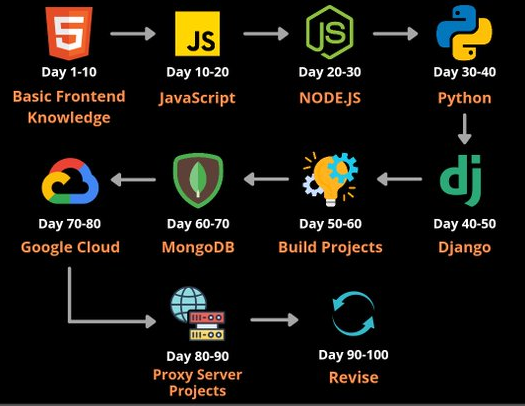 5
JS
JS
Day 1-10
Day 10-20
Day 20-30
Day 30-40
Basic Frontend
Knowledge
JavaScript
NODE.JS
Python
dj
Day 70-80
Day 60-70
Day 50-60
Day 40-50
Google Cloud
MongoDB
Build Projects
Django
Day 80-90
Day 90-100
Proxy Server
Projects
Revise